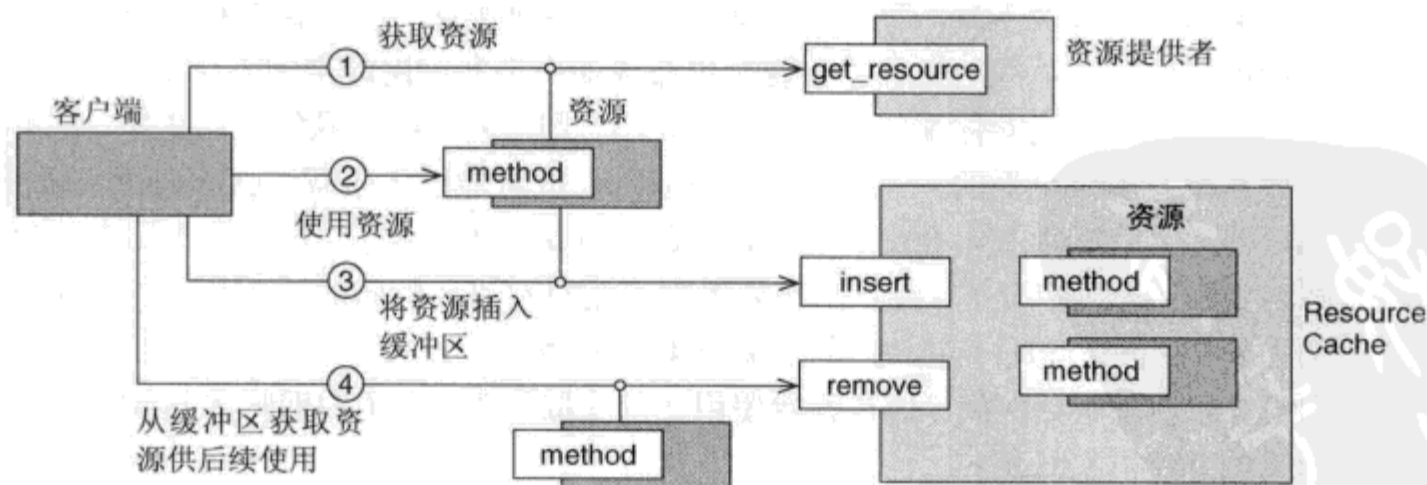 获取资源
①
get_resource
资源提供者
客户端
资源
②
method
使用资源
资源
③
insert
method
将资源插入
缓冲区
Resource
Cache
④
remove
method
从缓冲区获取资
源供后续使用
method